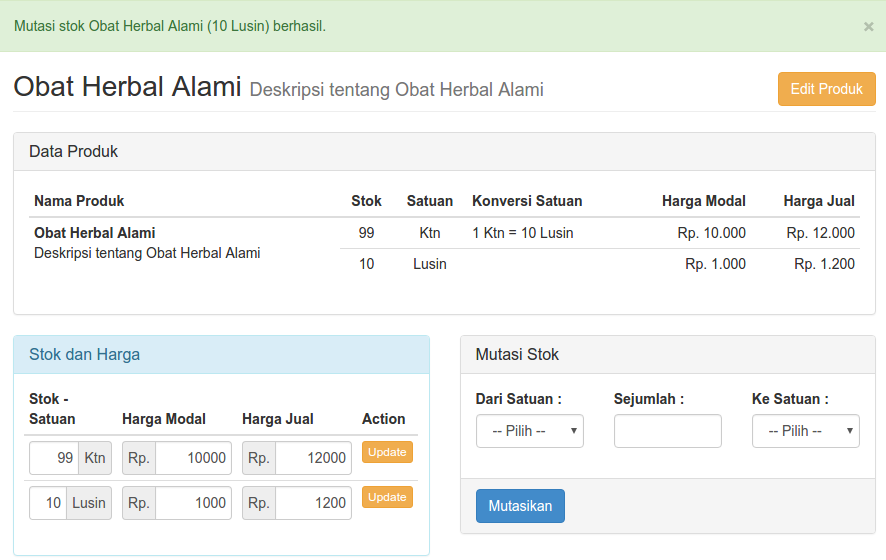 Mutasi stok Obat Herbal Alami (10 Lusin) berhasil. ×
Obat Herbal Alami Deskripsi tentang Obat Herbal Alami Edit Produk
Data Produk
Nama Produk Stok Satuan Konversi Satuan Harga Modal Harga Jual
Obat Herbal Alami 99 Ktn 1 Ktn = 10 Lusin Rp. 10.000 Rp. 12.000
Deskripsi tentang Obat Herbal Alami
10 Lusin Rp. 1.000 Rp. 1.200
Stok dan Harga
Stok -
Satuan Harga Modal Harga Jual Action
99 Ktn Rp. 10000 Rp. 12000 Update
10 Lusin Rp. 1000 Rp. 1200 Update
Mutasi Stok
Dari Satuan : Sejumlah : Ke Satuan :
-- Pilih -- -- Pilih --
Mutasikan